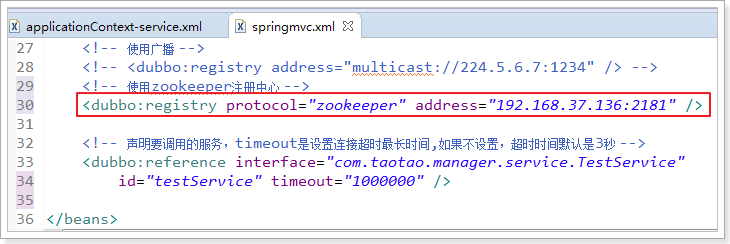 applicationContext-service.xml springmvc.xml
27 <!-- 使用广播 -->
28 <!-- <dubbo:registry address="multicast://224.5.6.7:1234" /> -->
29 <!-- 使用zookeeper注册中心 -->
30 <dubbo:registry protocol="zookeeper" address="192.168.37.136:2181" />
31
32 <!-- 声明要调用的服务，timeout是设置连接超时最长时间,如果不设置，超时时间默认是3秒 -->
33 <dubbo:reference interface="com.taotao.manager.service.TestService"
34 id="testService" timeout="1000000" />
35
36 </beans>